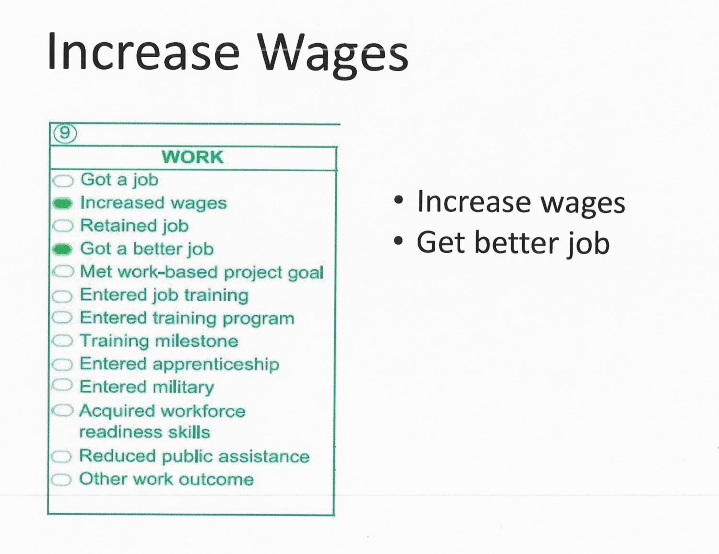 Increase Wages
9
WORK
Got a job
Increased wages
Retained job
Got a better job
Met work-based project goal
Entered job training
Entered training program
Training milestone
Entered apprenticeship
Entered military
Acquired workforce
readiness skills
Reduced public assistance
Other work outcome
• Increase wages
• Get better job